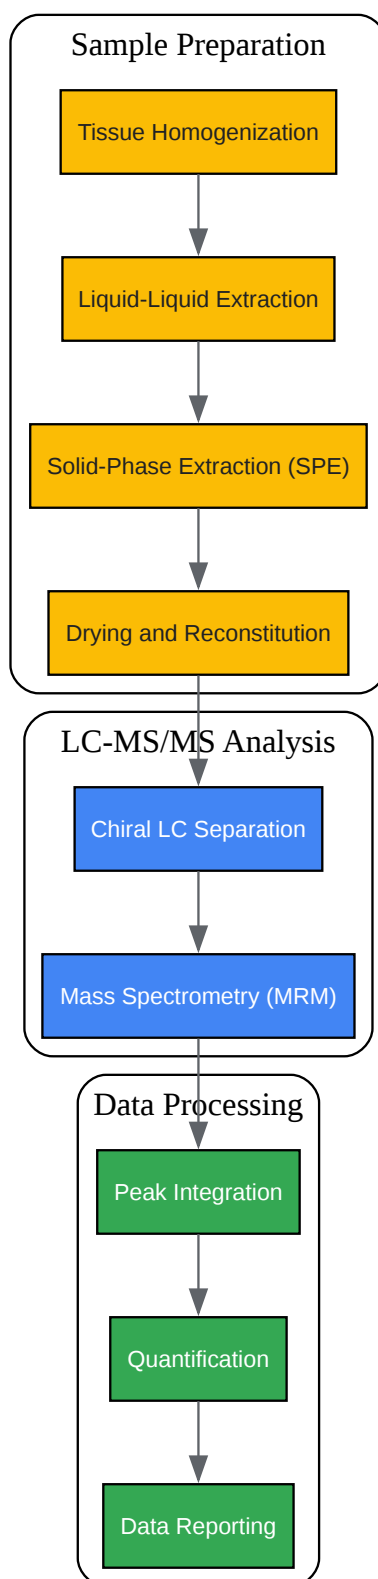 Sample Preparation
Tissue Homogenization
Liquid-Liquid Extraction
Solid-Phase Extraction (SPE)
Drying and Reconstitution
LC-MS/MS Analysis
Chiral LC Separation
Mass Spectrometry (MRM)
Data Processing
Peak Integration
Quantification
Data Reporting